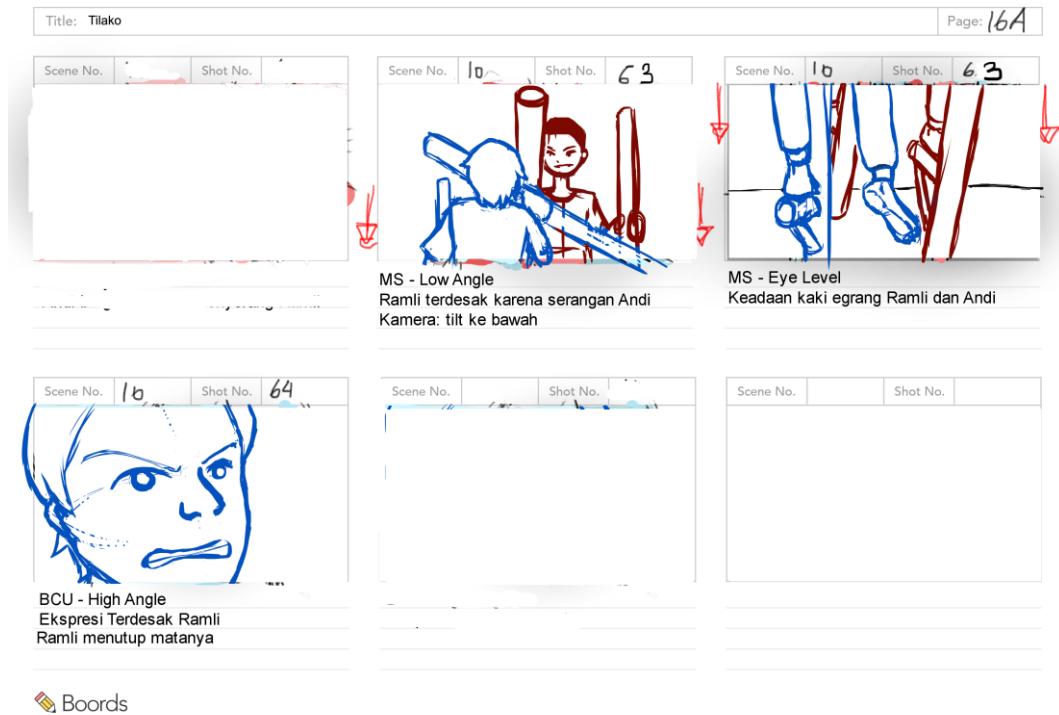 Title: Tilako Page: 16A
Scene No. Shot No.
Scene No. 10 Shot No. 63
Scene No. 10 Shot No. 63
MS - Low Angle
Ramli terdesak karena serangan Andi
Kamera: tilt ke bawah
MS - Eye Level
Keadaan kaki egrang Ramli dan Andi
Scene No. 10 Shot No. 64
Scene No. Shot No.
Scene No. Shot No.
BCU - High Angle
Ekspresi Terdesak Ramli
Ramli menutup matanya
Boords